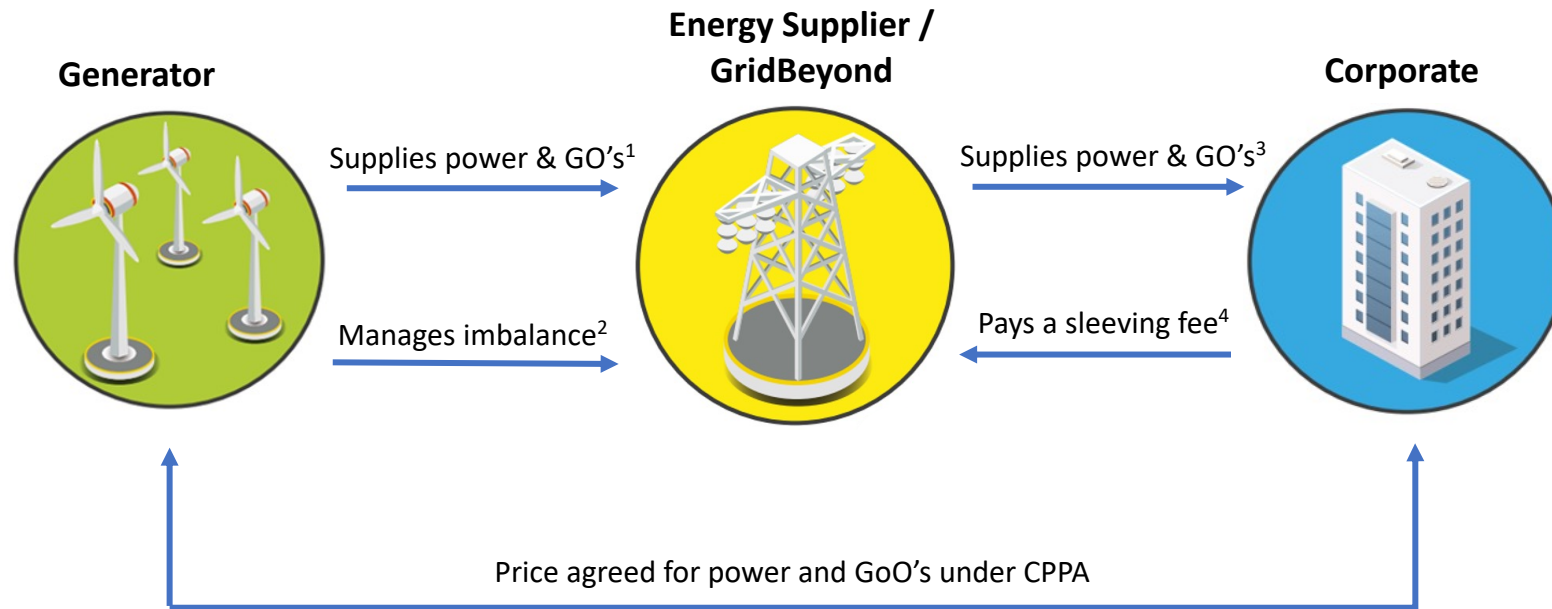 Energy Supplier /
GridBeyond
Generator
Corporate
Supplies power & GO's¹
Supplies power & GO's³
Manages imbalance²
Pays a sleeving fee⁴
Price agreed for power and GoO's under CPPA